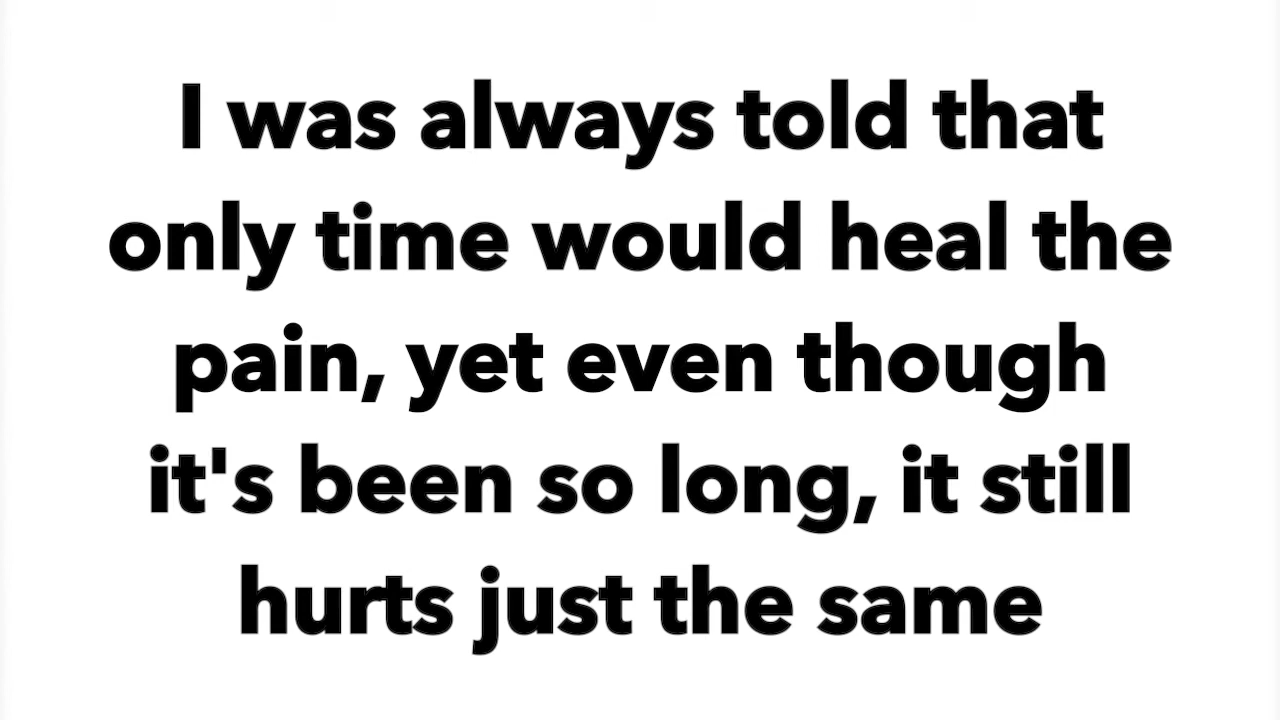 I was always told that
only time would heal the
pain, yet even though
it's been so long, it still
hurts just the same